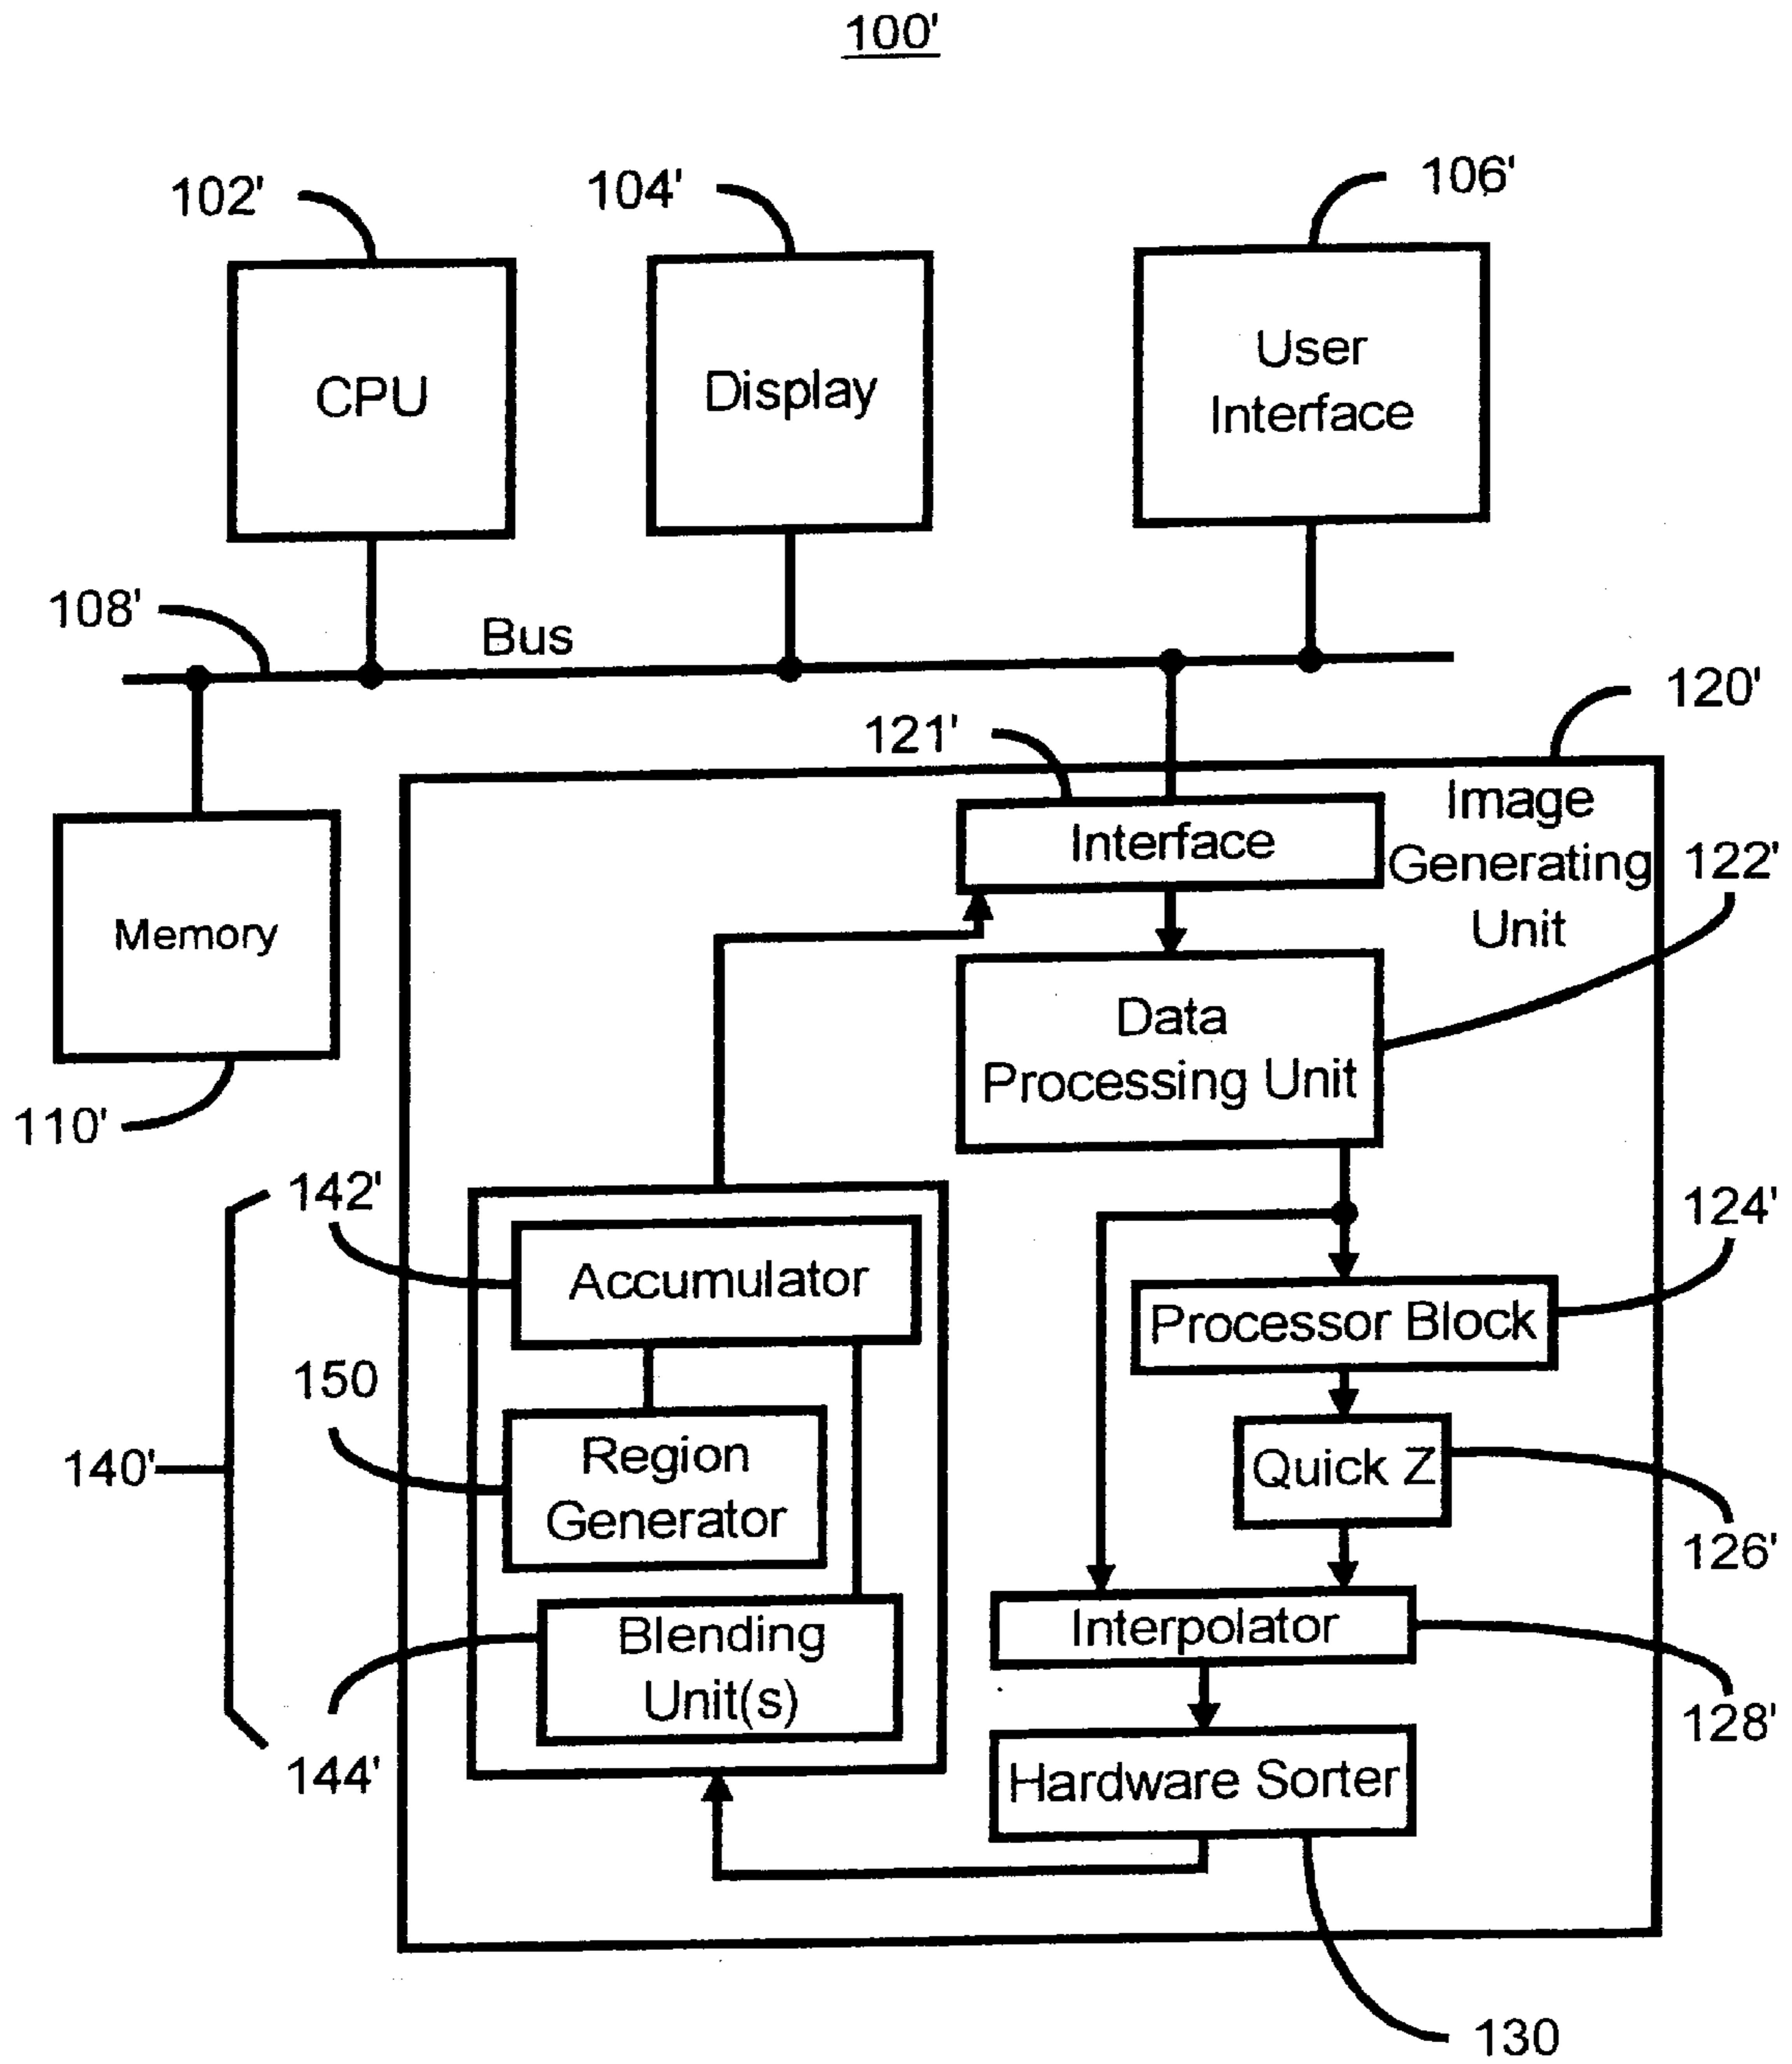 100'
102'
104'
106'
CPU
Display
User
Interface
108'
Bus
120'
121'
Interface
Image
Generating
Unit
122'
Memory
Data
Processing Unit
110'
142'
124'
Accumulator
Processor Block
150
Region
Generator
140'
Quick Z
126'
Blending
Unit(s)
Interpolator
128'
144'
Hardware Sorter
130